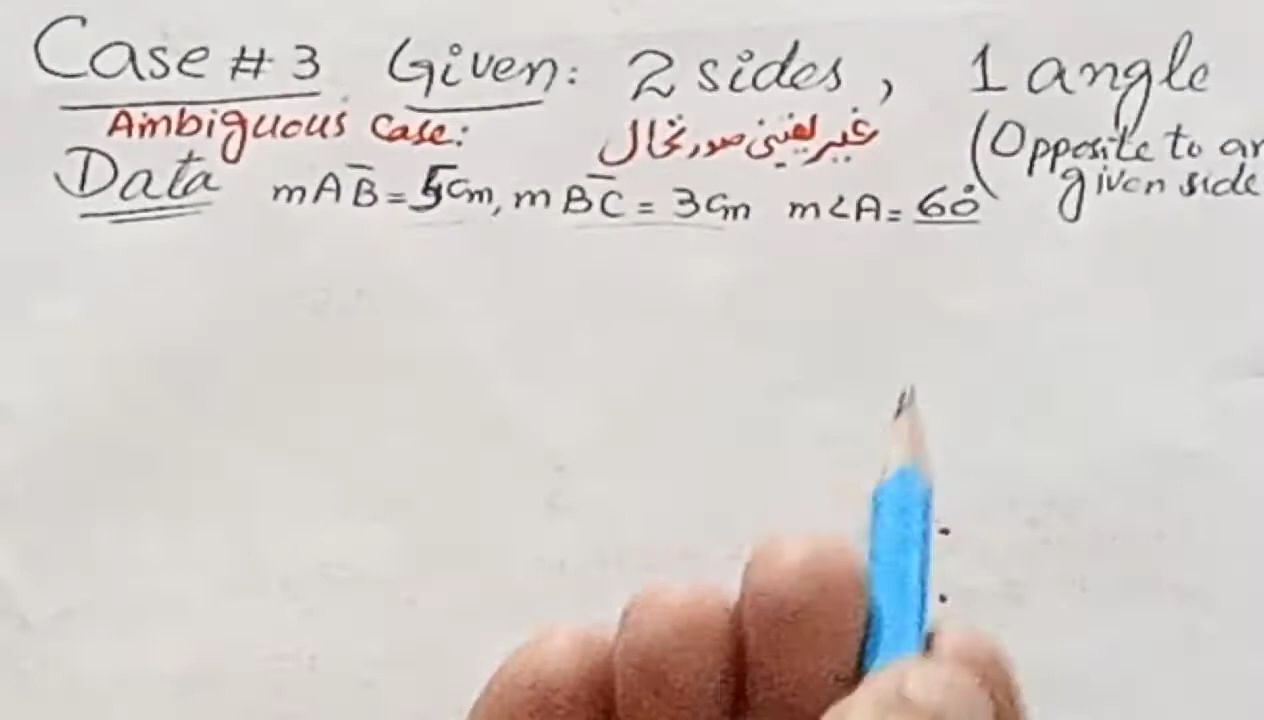 Case # 3 Given: 2 sides, 1 angle
Ambiguous Case: غیر یقینی صورتحال (Opposite to
Data mAB = 5cm, mBC = 3cm m∠A = 60° given side